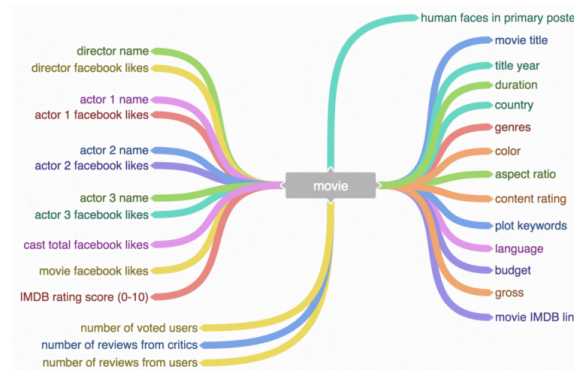 human faces in primary poste
director name
director facebook likes
actor 1 name
actor 1 facebook likes
actor 2 name
actor 2 facebook likes
actor 3 name
actor 3 facebook likes
cast total facebook likes
movie facebook likes
IMDB rating score (0-10)
number of voted users
number of reviews from critics
number of reviews from users
movie
movie title
title year
duration
country
genres
color
aspect ratio
content rating
plot keywords
language
budget
gross
movie IMDB lin